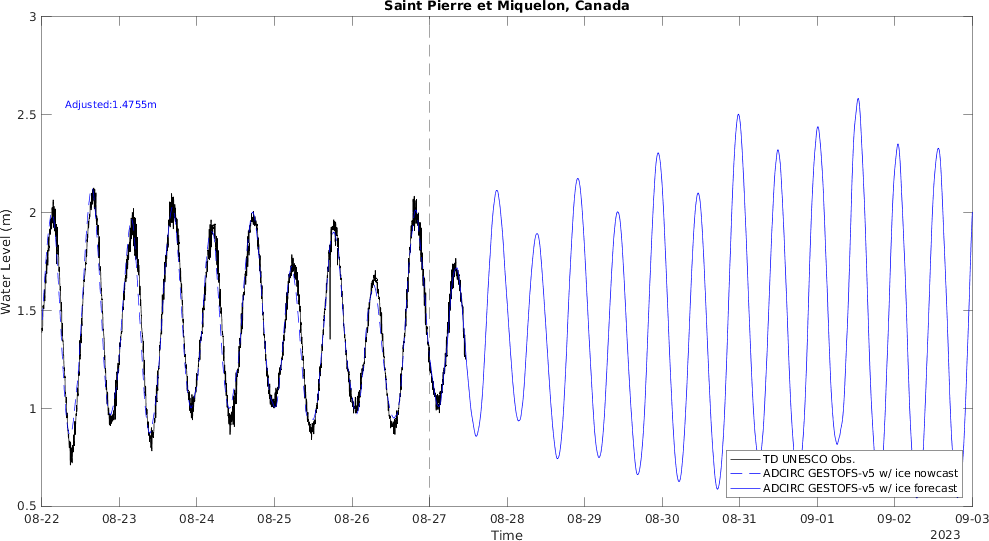 Saint Pierre et Miquelon, Canada
3
2.5
2
1.5
1
0.5
Water Level (m)
Adjusted:1.4755m
TD UNESCO Obs.
ADCIRC GESTOFS-v5 w/ ice nowcast
ADCIRC GESTOFS-v5 w/ ice forecast
08-22 08-23 08-24 08-25 08-26 08-27 08-28 08-29 08-30 08-31 09-01 09-02 09-03
Time
2023